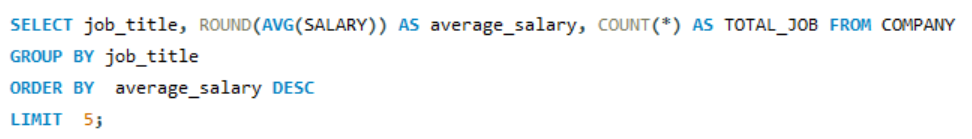 SELECT job_title, ROUND(AVG(SALARY)) AS average_salary, COUNT(*) AS TOTAL_JOB FROM COMPANY
GROUP BY job_title
ORDER BY  average_salary DESC
LIMIT  5;